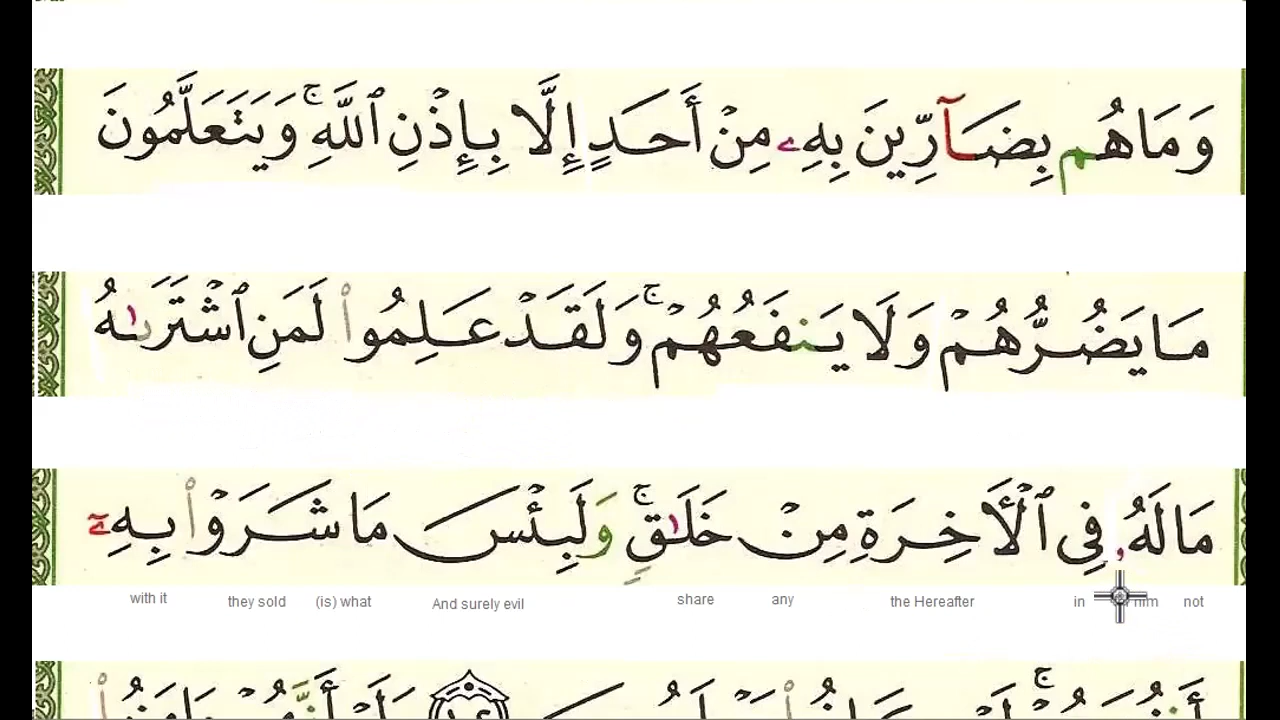 وَمَا هُم بِضَآرِّينَ بِهِۦ مِنْ أَحَدٍ إِلَّا بِإِذْنِ ٱللَّهِ ۚ وَيَتَعَلَّمُونَ
مَا يَضُرُّهُمْ وَلَا يَنفَعُهُمْ ۚ وَلَقَدْ عَلِمُوا۟ لَمَنِ ٱشْتَرَىٰهُ
مَا لَهُۥ فِى ٱلْأَخِرَةِ مِنْ خَلَٰقٍ ۚ وَلَبِئْسَ مَا شَرَوْا۟ بِهِۦٓ
with it they sold (is) what And surely evil share any the Hereafter in him not